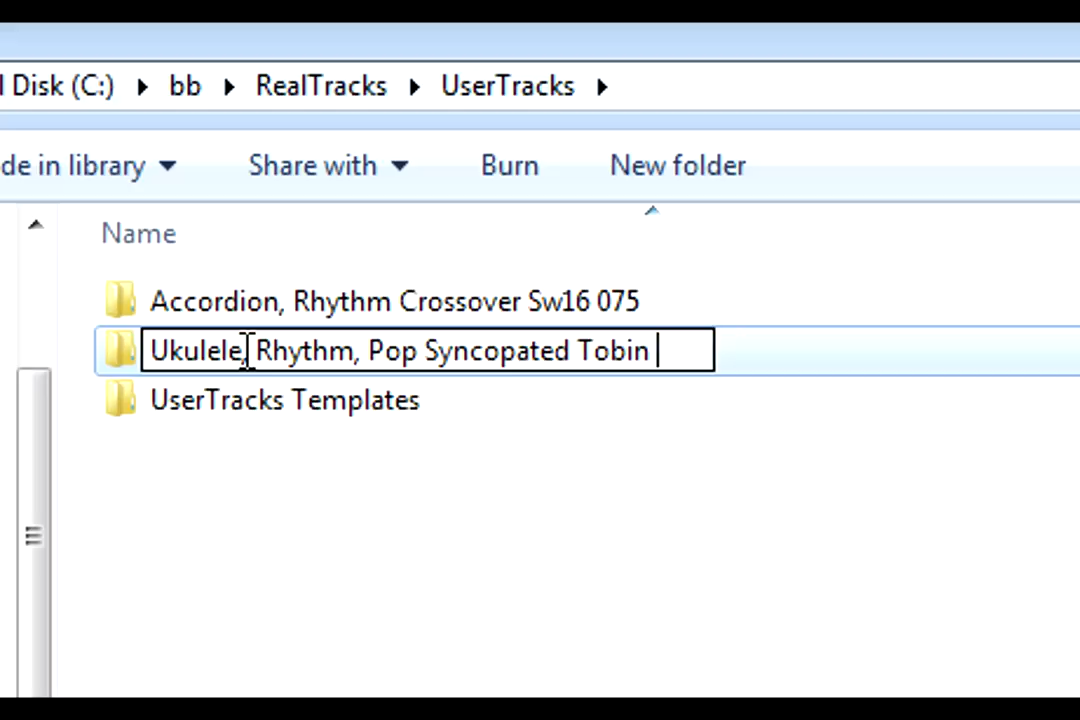 l Disk (C:) bb RealTracks UserTracks
de in library Share with Burn New folder
Name
Accordion, Rhythm Crossover Sw16 075
Ukulele, Rhythm, Pop Syncopated Tobin
UserTracks Templates